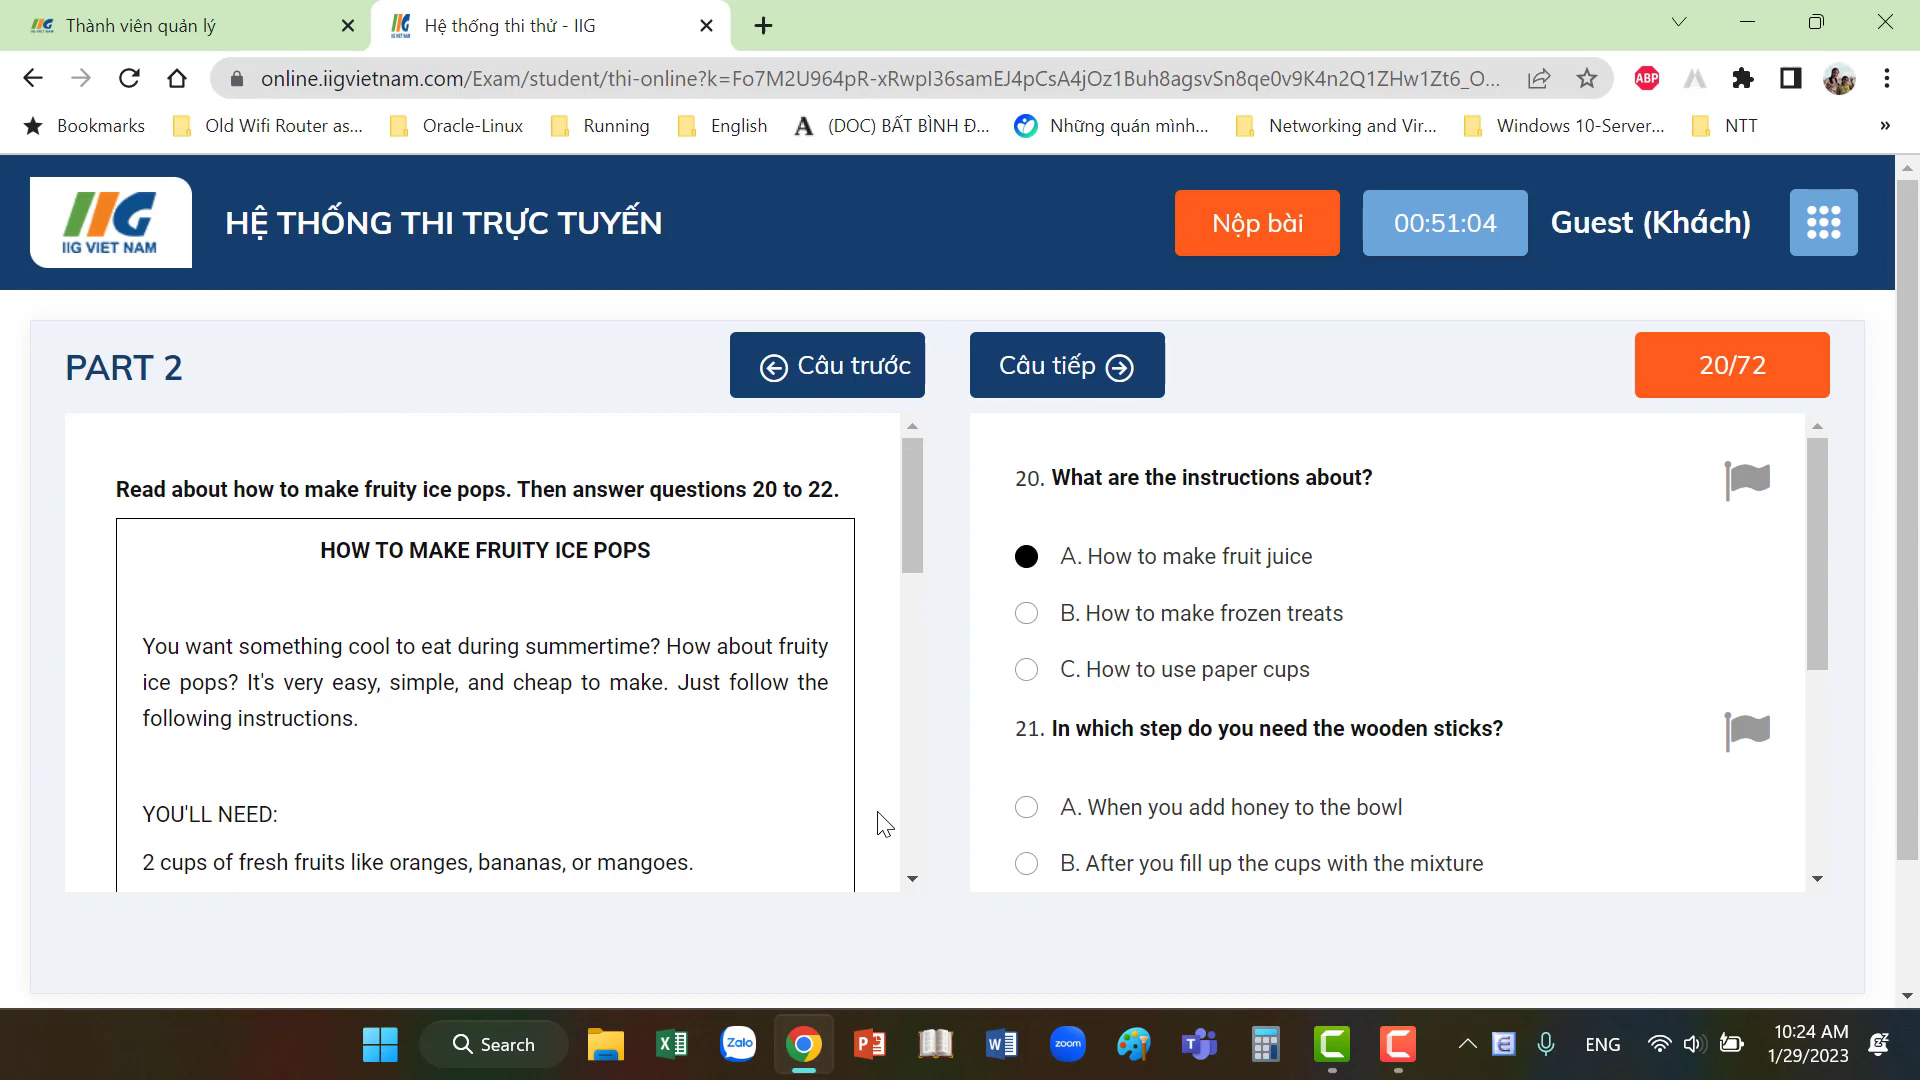 Thành viên quản lý
Hệ thống thi thử - IIG
online.iigvietnam.com/Exam/student/thi-online?k=Fo7M2U964pR-xRwpI36samEJ4pCsA4jOz1Buh8agsvSn8qe0v9K4n2Q1ZHw1Zt6_O...
ABP
Bookmarks
Old Wifi Router as...
Oracle-Linux
Running
English
(DOC) BẤT BÌNH Đ...
Những quán mình...
Networking and Vir...
Windows 10-Server...
NTT
»
IIG VIET NAM
HỆ THỐNG THI TRỰC TUYẾN
Nộp bài
00:51:04
Guest (Khách)
PART 2
Câu trước
Câu tiếp
20/72
Read about how to make fruity ice pops. Then answer questions 20 to 22.
HOW TO MAKE FRUITY ICE POPS
You want something cool to eat during summertime? How about fruity
ice pops? It's very easy, simple, and cheap to make. Just follow the
following instructions.
YOU'LL NEED:
2 cups of fresh fruits like oranges, bananas, or mangoes.
20. What are the instructions about?
A. How to make fruit juice
B. How to make frozen treats
C. How to use paper cups
21. In which step do you need the wooden sticks?
A. When you add honey to the bowl
B. After you fill up the cups with the mixture
Search
Zalo
zoom
ENG
10:24 AM
1/29/2023